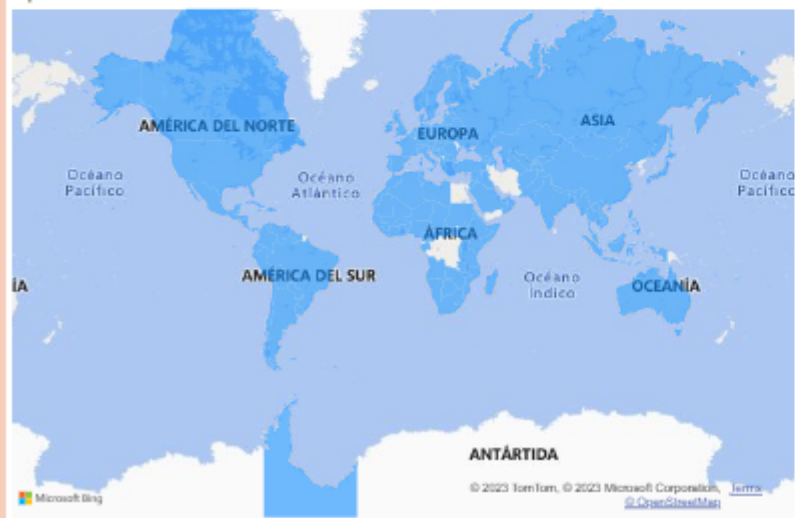 AMÉRICA DEL NORTE
EUROPA
ASIA
Océano
Pacífico
Océano
Atlántico
Océano
Pacífico
ÁFRICA
AMÉRICA DEL SUR
Océano
Índico
OCEANÍA
ÍA
ANTÁRTIDA
Microsoft Bing
© 2023 TomTom, © 2023 Microsoft Corporation, Terms
© OpenStreetMap